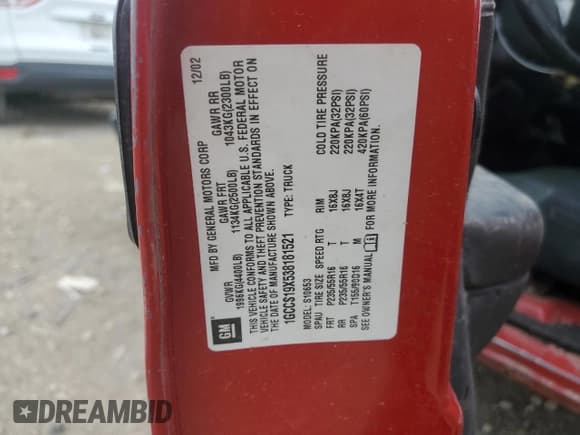 MFD BY GENERAL MOTORS CORP 12/02
GVWR GAWR FRT GAWR RR
1996KG(4400LB) 1134KG(2500LB) 1043KG(2300LB)
THIS VEHICLE CONFORMS TO ALL APPLICABLE U.S. FEDERAL MOTOR
VEHICLE SAFETY AND THEFT PREVENTION STANDARDS IN EFFECT ON
THE DATE OF MANUFACTURE SHOWN ABOVE.
1GCCS19X538181521 TYPE: TRUCK
MODEL: S10653
SPAU TIRE SIZE SPEED RTG RIM COLD TIRE PRESSURE
FRT P235/55R16 T 16X8J 220KPA(32PSI)
RR P235/55R16 T 16X8J 220KPA(32PSI)
SPA T155/90D16 M 16X4T 420KPA(60PSI)
SEE OWNER'S MANUAL FOR MORE INFORMATION.
GM
DREAMBID